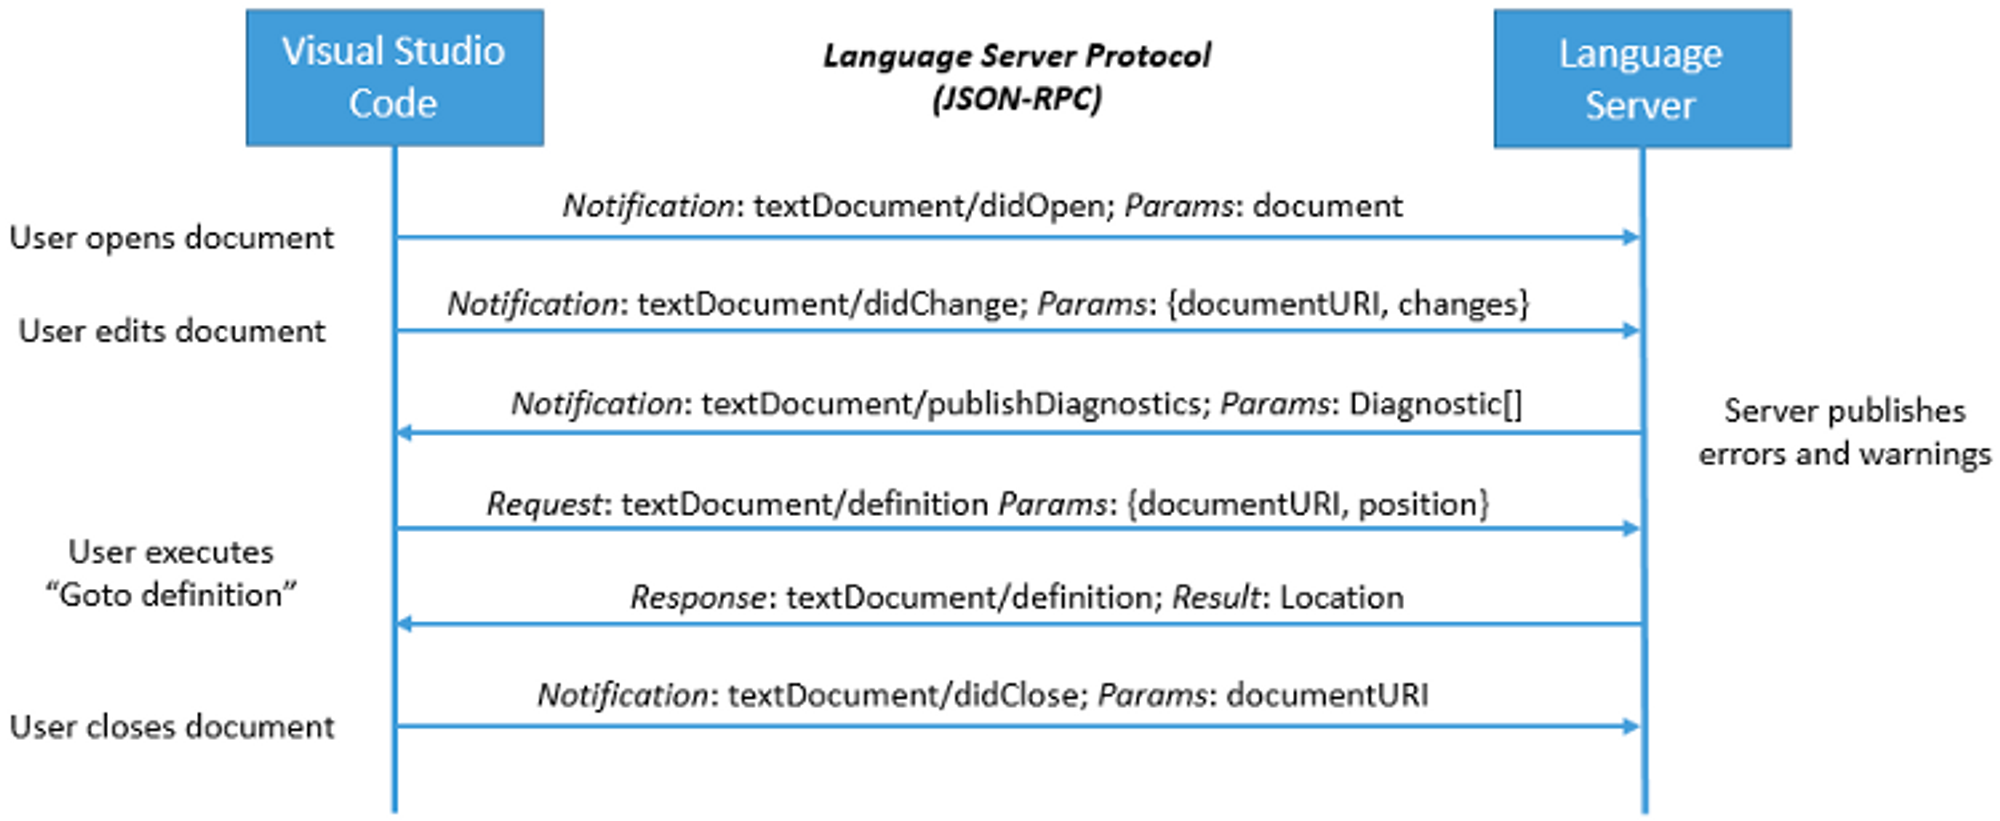 Visual Studio
Code
Language Server Protocol
(JSON-RPC)
Language
Server
Notification: textDocument/didOpen; Params: document
User opens document
Notification: textDocument/didChange; Params: {documentURI, changes}
User edits document
Notification: textDocument/publishDiagnostics; Params: Diagnostic[]
Server publishes
errors and warnings
Request: textDocument/definition Params: {documentURI, position}
User executes
“Goto definition”
Response: textDocument/definition; Result: Location
Notification: textDocument/didClose; Params: documentURI
User closes document